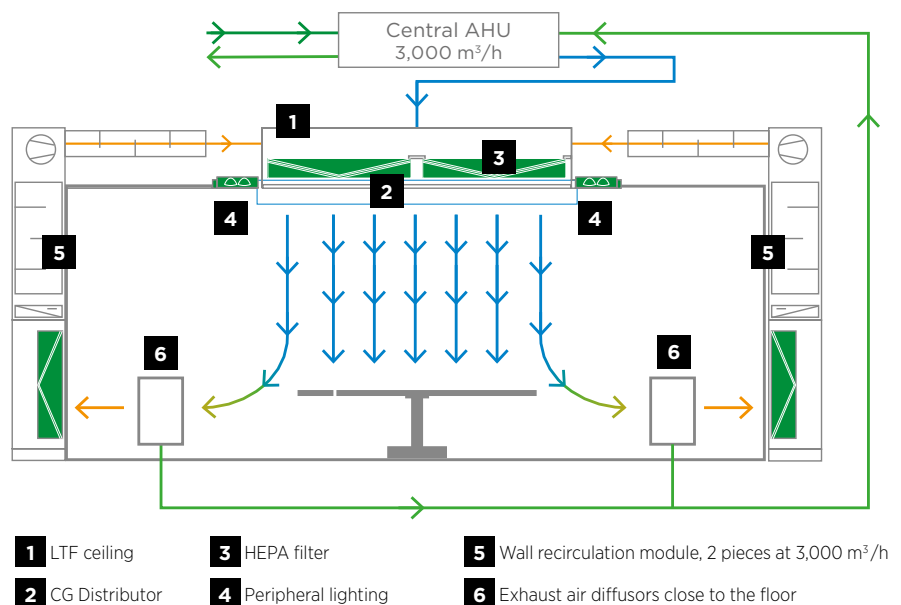 Central AHU
3,000 m³/h
1
3
2
4
4
5
5
6
6
1 LTF ceiling
3 HEPA filter
5 Wall recirculation module, 2 pieces at 3,000 m³/h
2 CG Distributor
4 Peripheral lighting
6 Exhaust air diffusors close to the floor